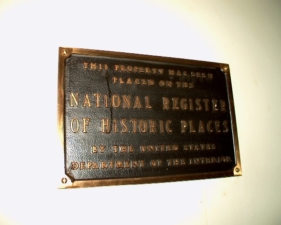 THIS PROPERTY HAS BEEN
PLACED ON THE
NATIONAL REGISTER
OF HISTORIC PLACES
BY THE UNITED STATES
DEPARTMENT OF THE INTERIOR